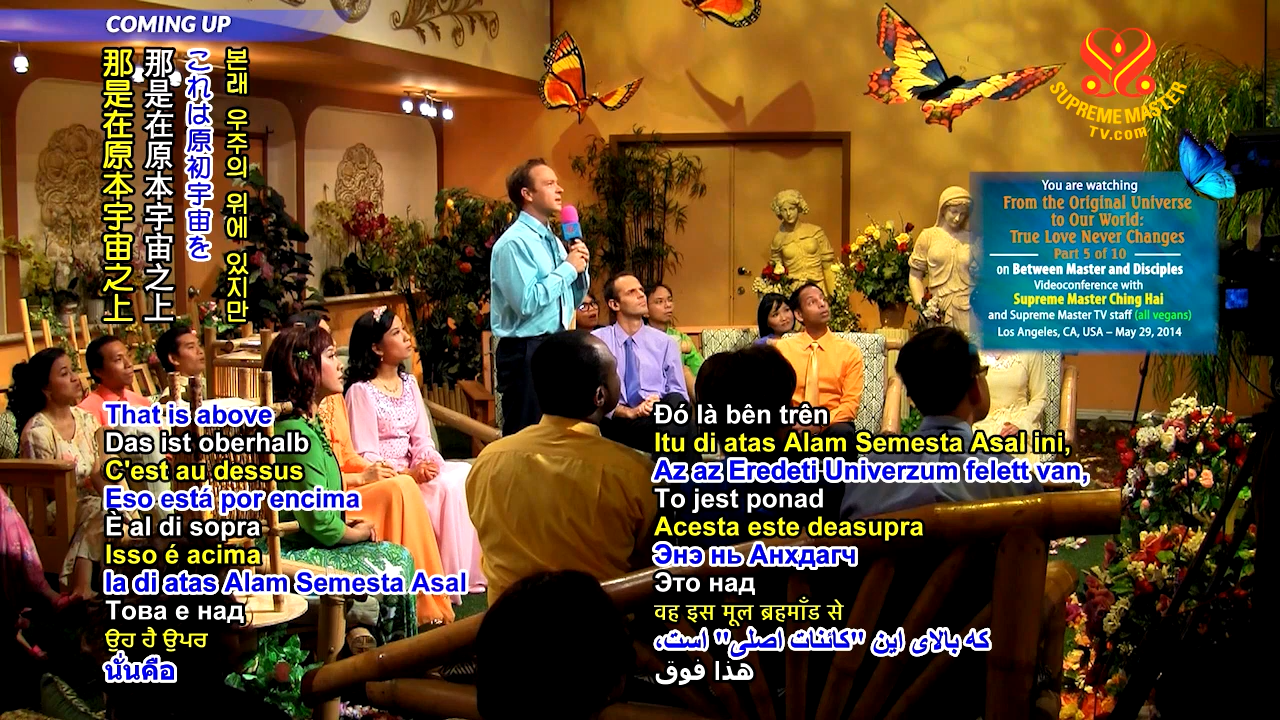 COMING UP
본래 우주의 위에 있지만
これは原初宇宙を
那是在原本宇宙之上
那是在原本宇宙之上
SUPREME MASTER
TV.COM
You are watching
From the Original Universe
to Our World:
True Love Never Changes
Part 5 of 10
on Between Master and Disciples
Videoconference with
Supreme Master Ching Hai
and Supreme Master TV staff (all vegans)
Los Angeles, CA, USA – May 29, 2014
That is above
Das ist oberhalb
C'est au dessus
Eso está por encima
È al di sopra
Isso é acima
Ia di atas Alam Semesta Asal
Това е над
ਉਹ ਹੈ ਉਪਰ
นั่นคือ
Đó là bên trên
Itu di atas Alam Semesta Asal ini,
Az az Eredeti Univerzum felett van,
To jest ponad
Acesta este deasupra
Энэ нь Анхдагч
Это над
वह इस मूल ब्रहमाँड से
که بالای این "کائنات اصلی" است،
هذا فوق